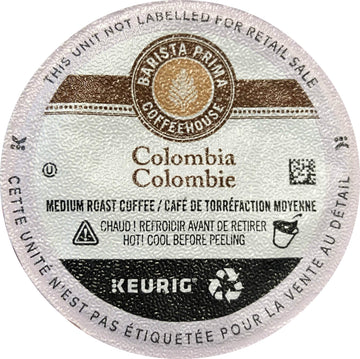 THIS UNIT NOT LABELLED FOR RETAIL SALE
BARISTA PRIMA
COFFEEHOUSE
Colombia
Colombie
U
MEDIUM ROAST COFFEE / CAFÉ DE TORRÉFACTION MOYENNE
CHAUD ! REFROIDIR AVANT DE RETIRER
HOT! COOL BEFORE PEELING
KEURIG
CETTE UNITÉ N'EST PAS ÉTIQUETÉE POUR LA VENTE AU DÉTAIL